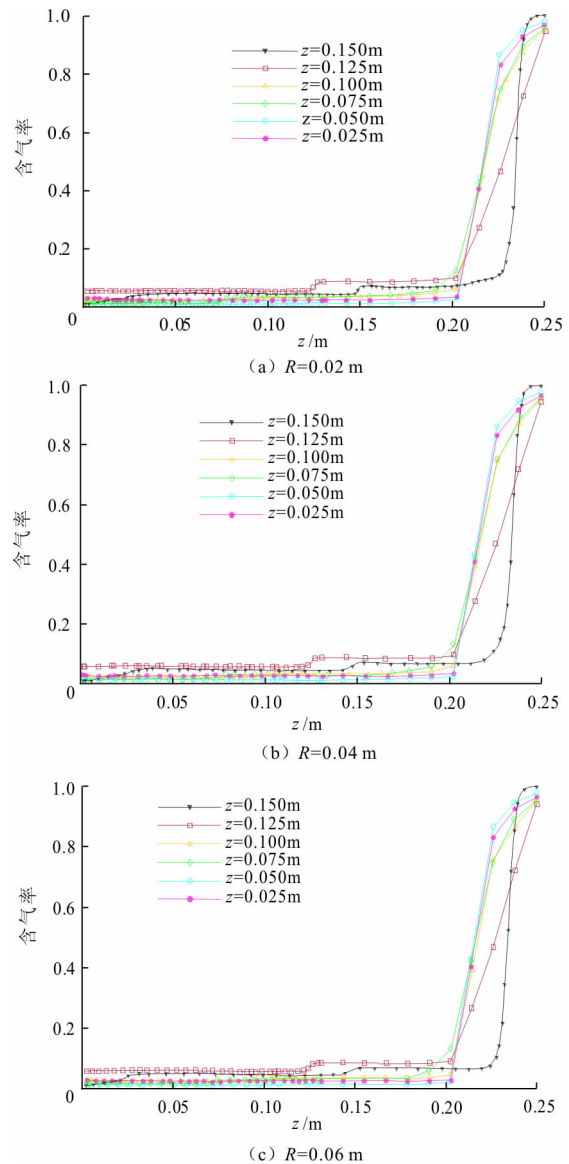 1.0
z=0.150m
z=0.125m
0.8
z=0.100m
z=0.075m
z=0.050m
0.6
z=0.025m
含气率
0.4
0.2
0
0.05
0.10
0.15
0.20
0.25
z /m
（a）R=0.02 m
1.0
z=0.150m
z=0.125m
0.8
z=0.100m
z=0.075m
z=0.050m
0.6
z=0.025m
含气率
0.4
0.2
0
0.05
0.10
0.15
0.20
0.25
z /m
（b）R=0.04 m
1.0
z=0.150m
z=0.125m
0.8
z=0.100m
z=0.075m
z=0.050m
0.6
z=0.025m
含气率
0.4
0.2
0
0.05
0.10
0.15
0.20
0.25
z /m
（c）R=0.06 m